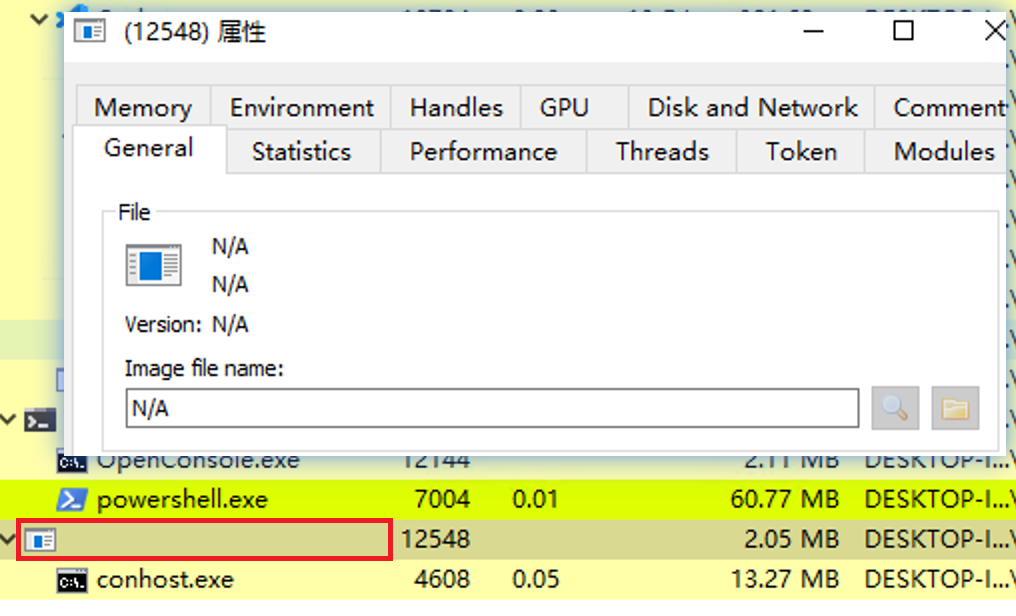 (12548) 属性
Memory Environment Handles GPU Disk and Network Comment
General Statistics Performance Threads Token Modules
File
N/A
N/A
Version: N/A
Image file name:
N/A
OpenConsole.exe 12144 2.11 MB DESKTOP-I...\
powershell.exe 7004 0.01 60.77 MB DESKTOP-I...\
12548 2.05 MB DESKTOP-I...\
conhost.exe 4608 0.05 13.27 MB DESKTOP-I...\